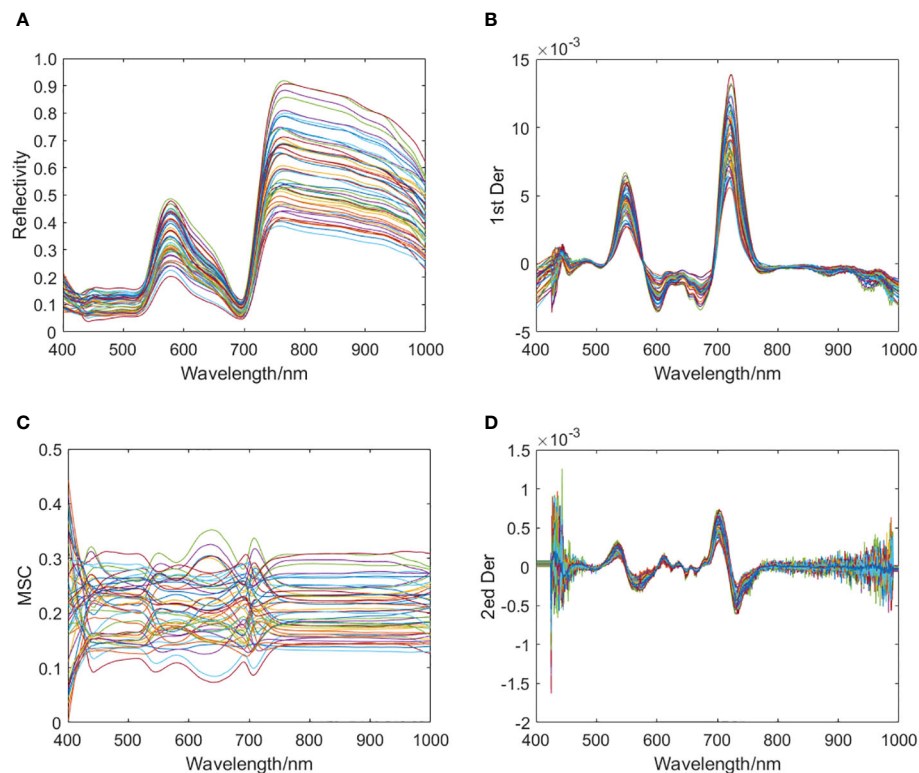 A
1.0
0.9
0.8
0.7
0.6
0.5
0.4
0.3
0.2
0.1
0
Reflectivity
400 500 600 700 800 900 1000
Wavelength/nm
B
×10-3
15
10
5
0
-5
1st Der
400 500 600 700 800 900 1000
Wavelength/nm
C
0.5
0.4
0.3
0.2
0.1
0
MSC
400 500 600 700 800 900 1000
Wavelength/nm
D
×10-3
1.5
1
0.5
0
-0.5
-1
-1.5
-2
2ed Der
400 500 600 700 800 900 1000
Wavelength/nm